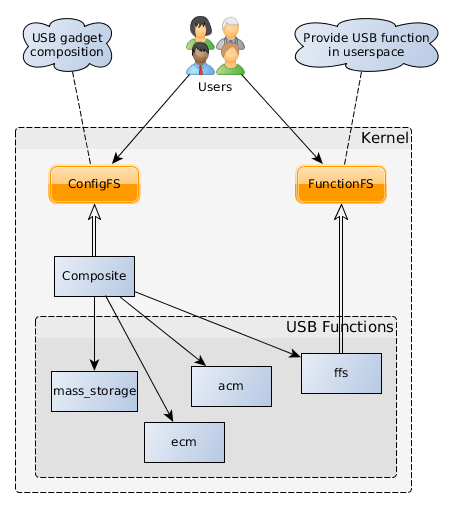 USB gadget
composition
Provide USB function
in userspace
Users
Kernel
ConfigFS
FunctionFS
Composite
USB Functions
mass_storage
acm
ffs
ecm